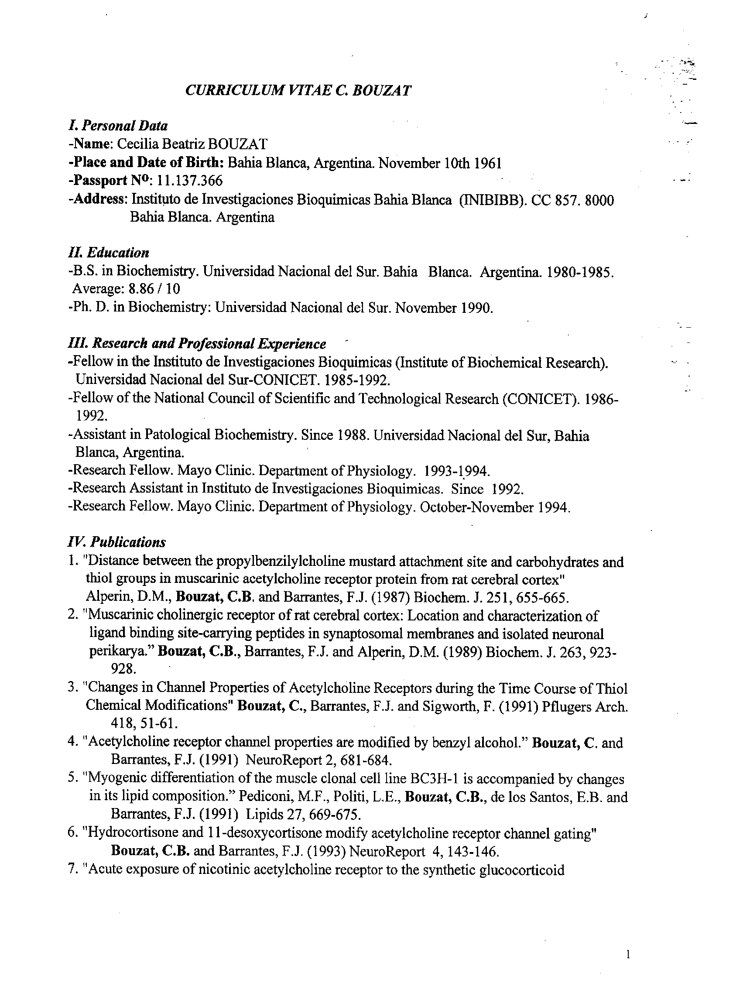 CURRICULUM VITAE C. BOUZAT
I. Personal Data
-Name: Cecilia Beatriz BOUZAT
-Place and Date of Birth: Bahia Blanca, Argentina. November 10th 1961
-Passport Nº: 11.137.366
-Address: Instituto de Investigaciones Bioquimicas Bahia Blanca (INIBIBB). CC 857. 8000
Bahia Blanca. Argentina
II. Education
-B.S. in Biochemistry. Universidad Nacional del Sur. Bahia Blanca. Argentina. 1980-1985.
Average: 8.86 / 10
-Ph. D. in Biochemistry: Universidad Nacional del Sur. November 1990.
III. Research and Professional Experience
-Fellow in the Instituto de Investigaciones Bioquimicas (Institute of Biochemical Research).
Universidad Nacional del Sur-CONICET. 1985-1992.
-Fellow of the National Council of Scientific and Technological Research (CONICET). 1986-
1992.
-Assistant in Patological Biochemistry. Since 1988. Universidad Nacional del Sur, Bahia
Blanca, Argentina.
-Research Fellow. Mayo Clinic. Department of Physiology. 1993-1994.
-Research Assistant in Instituto de Investigaciones Bioquimicas. Since 1992.
-Research Fellow. Mayo Clinic. Department of Physiology. October-November 1994.
IV. Publications
1. "Distance between the propylbenzilylcholine mustard attachment site and carbohydrates and
thiol groups in muscarinic acetylcholine receptor protein from rat cerebral cortex"
Alperin, D.M., Bouzat, C.B. and Barrantes, F.J. (1987) Biochem. J. 251, 655-665.
2. "Muscarinic cholinergic receptor of rat cerebral cortex: Location and characterization of
ligand binding site-carrying peptides in synaptosomal membranes and isolated neuronal
perikarya.” Bouzat, C.B., Barrantes, F.J. and Alperin, D.M. (1989) Biochem. J. 263, 923-
928.
3. "Changes in Channel Properties of Acetylcholine Receptors during the Time Course of Thiol
Chemical Modifications" Bouzat, C., Barrantes, F.J. and Sigworth, F. (1991) Pflugers Arch.
418, 51-61.
4. "Acetylcholine receptor channel properties are modified by benzyl alcohol.” Bouzat, C. and
Barrantes, F.J. (1991) NeuroReport 2, 681-684.
5. "Myogenic differentiation of the muscle clonal cell line BC3H-1 is accompanied by changes
in its lipid composition.” Pediconi, M.F., Politi, L.E., Bouzat, C.B., de los Santos, E.B. and
Barrantes, F.J. (1991) Lipids 27, 669-675.
6. "Hydrocortisone and 11-desoxycortisone modify acetylcholine receptor channel gating"
Bouzat, C.B. and Barrantes, F.J. (1993) NeuroReport 4, 143-146.
7. "Acute exposure of nicotinic acetylcholine receptor to the synthetic glucocorticoid
1